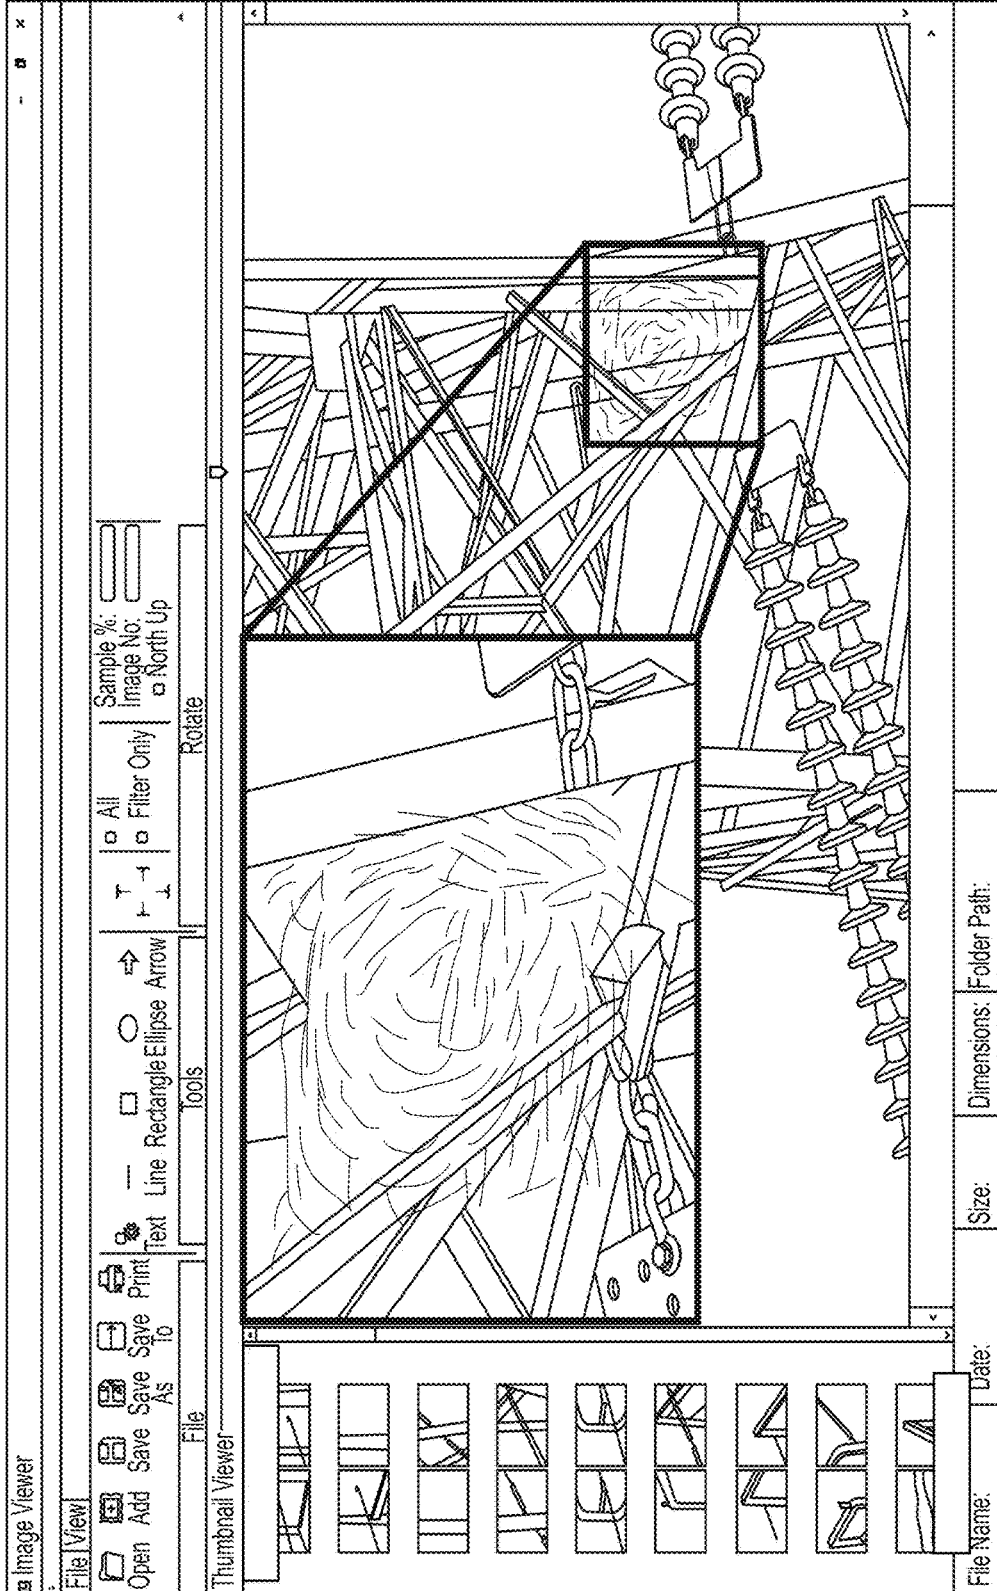 Image Viewer
File View
Open Add Save Save As Save To Print
Text Line Rectangle Ellipse Arrow
All
Filter Only
Sample %:
Image No:
North Up
File Tools Rotate
Thumbnail Viewer
File Name: Date: Size: Dimensions: Folder Path: